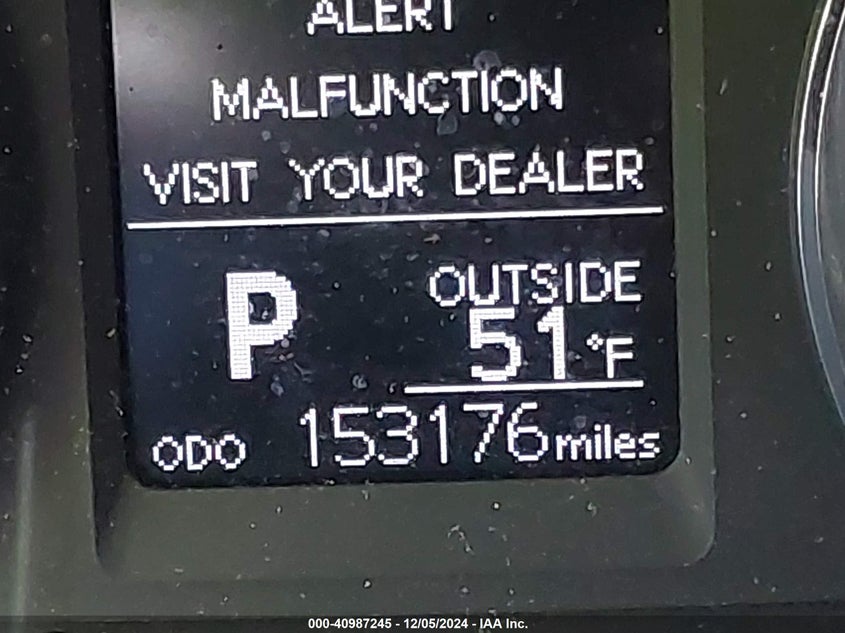 ALERT
MALFUNCTION
VISIT YOUR DEALER
P
OUTSIDE
51°F
ODO 153176 miles
000-40987245 - 12/05/2024 - IAA Inc.